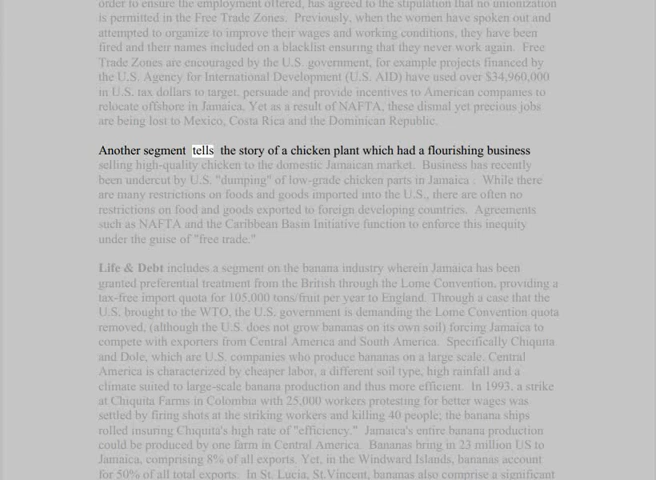 order to ensure the employment offered, has agreed to the stipulation that no unionization
is permitted in the Free Trade Zones.  Previously, when the women have spoken out and
attempted to organize to improve their wages and working conditions, they have been
fired and their names included on a blacklist ensuring that they never work again.  Free
Trade Zones are encouraged by the U.S. government, for example projects financed by
the U.S. Agency for International Development (U.S. AID) have used over $34,960,000
in U.S. tax dollars to target, persuade and provide incentives to American companies to
relocate offshore in Jamaica. Yet as a result of NAFTA, these dismal yet precious jobs
are being lost to Mexico, Costa Rica and the Dominican Republic.
Another segment tells the story of a chicken plant which had a flourishing business
selling high-quality chicken to the domestic Jamaican market.  Business has recently
been undercut by U.S. "dumping" of low-grade chicken parts in Jamaica .  While there
are many restrictions on foods and goods imported into the U.S., there are often no
restrictions on food and goods exported to foreign developing countries.  Agreements
such as NAFTA and the Caribbean Basin Initiative function to enforce this inequity
under the guise of "free trade."
Life & Debt includes a segment on the banana industry wherein Jamaica has been
granted preferential treatment from the British through the Lome Convention, providing a
tax-free import quota for 105,000 tons/fruit per year to England. Through a case that the
U.S. brought to the WTO, the U.S. government is demanding the Lome Convention quota
removed, (although the U.S. does not grow bananas on its own soil) forcing Jamaica to
compete with exporters from Central America and South America.  Specifically Chiquita
and Dole, which are U.S. companies who produce bananas on a large scale. Central
America is characterized by cheaper labor, a different soil type, high rainfall and a
climate suited to large-scale banana production and thus more efficient.  In 1993, a strike
at Chiquita Farms in Colombia with 25,000 workers protesting for better wages was
settled by firing shots at the striking workers and killing 40 people; the banana ships
rolled insuring Chiquita's high rate of "efficiency."  Jamaica's entire banana production
could be produced by one farm in Central America.  Bananas bring in 23 million US to
Jamaica, comprising 8% of all exports. Yet, in the Windward Islands, bananas account
for 50% of all total exports.  In St. Lucia, St.Vincent, bananas also comprise a significant